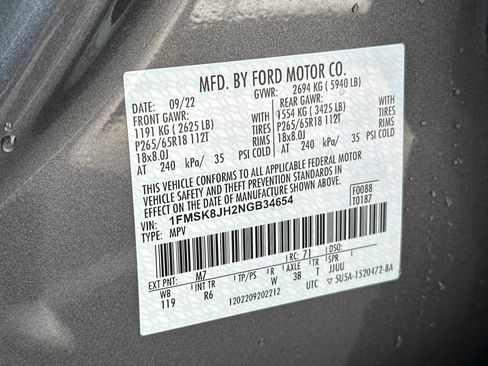 MFD. BY FORD MOTOR CO.
DATE: 09/22 GVWR: 2694 KG (5940 LB)
FRONT GAWR: REAR GAWR:
1191 KG (2625 LB) 1554 KG (3425 LB)
WITH WITH
P265/65R18 112T TIRES P265/65R18 112T TIRES
18x8.0J RIMS 18x8.0J RIMS
AT 240 kPa/ 35 PSI COLD AT 240 kPa/ 35 PSI COLD
THIS VEHICLE CONFORMS TO ALL APPLICABLE FEDERAL MOTOR
VEHICLE SAFETY AND THEFT PREVENTION STANDARDS IN
EFFECT ON THE DATE OF MANUFACTURE SHOWN ABOVE.
VIN: 1FMSK8JH2NGB34654 F0088
TYPE: MPV T0187
EXT PNT: M7 RC: 71 DSO:
WB INT TR TP/PS R AXLE TR SPR
119 R6 W 3B T JJUU
1202209202212 UTC ▽ 5U5A-1520472-BA